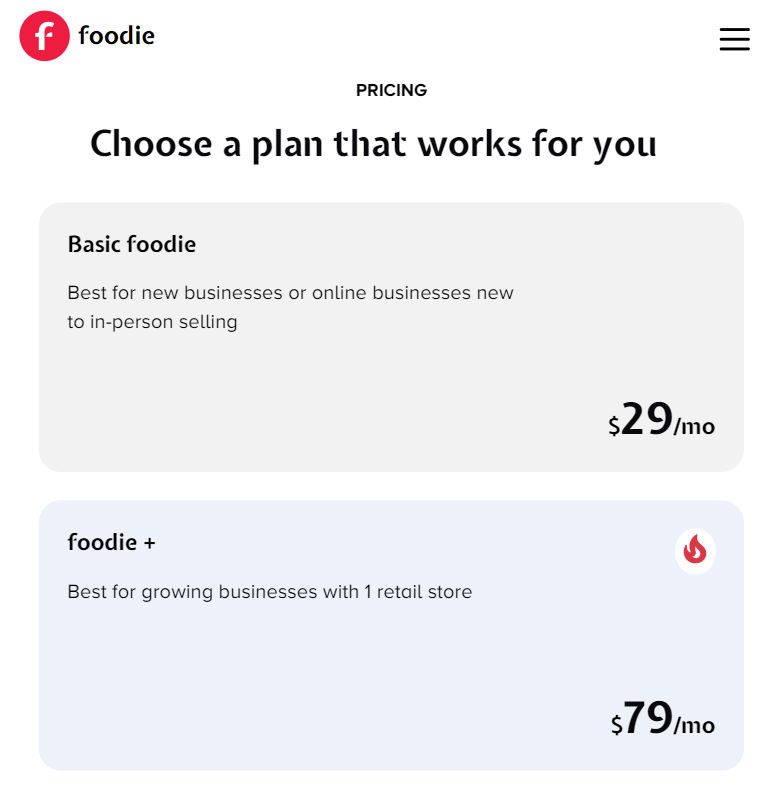 foodie
PRICING
Choose a plan that works for you
Basic foodie
Best for new businesses or online businesses new
to in-person selling
$29/mo
foodie +
Best for growing businesses with 1 retail store
$79/mo